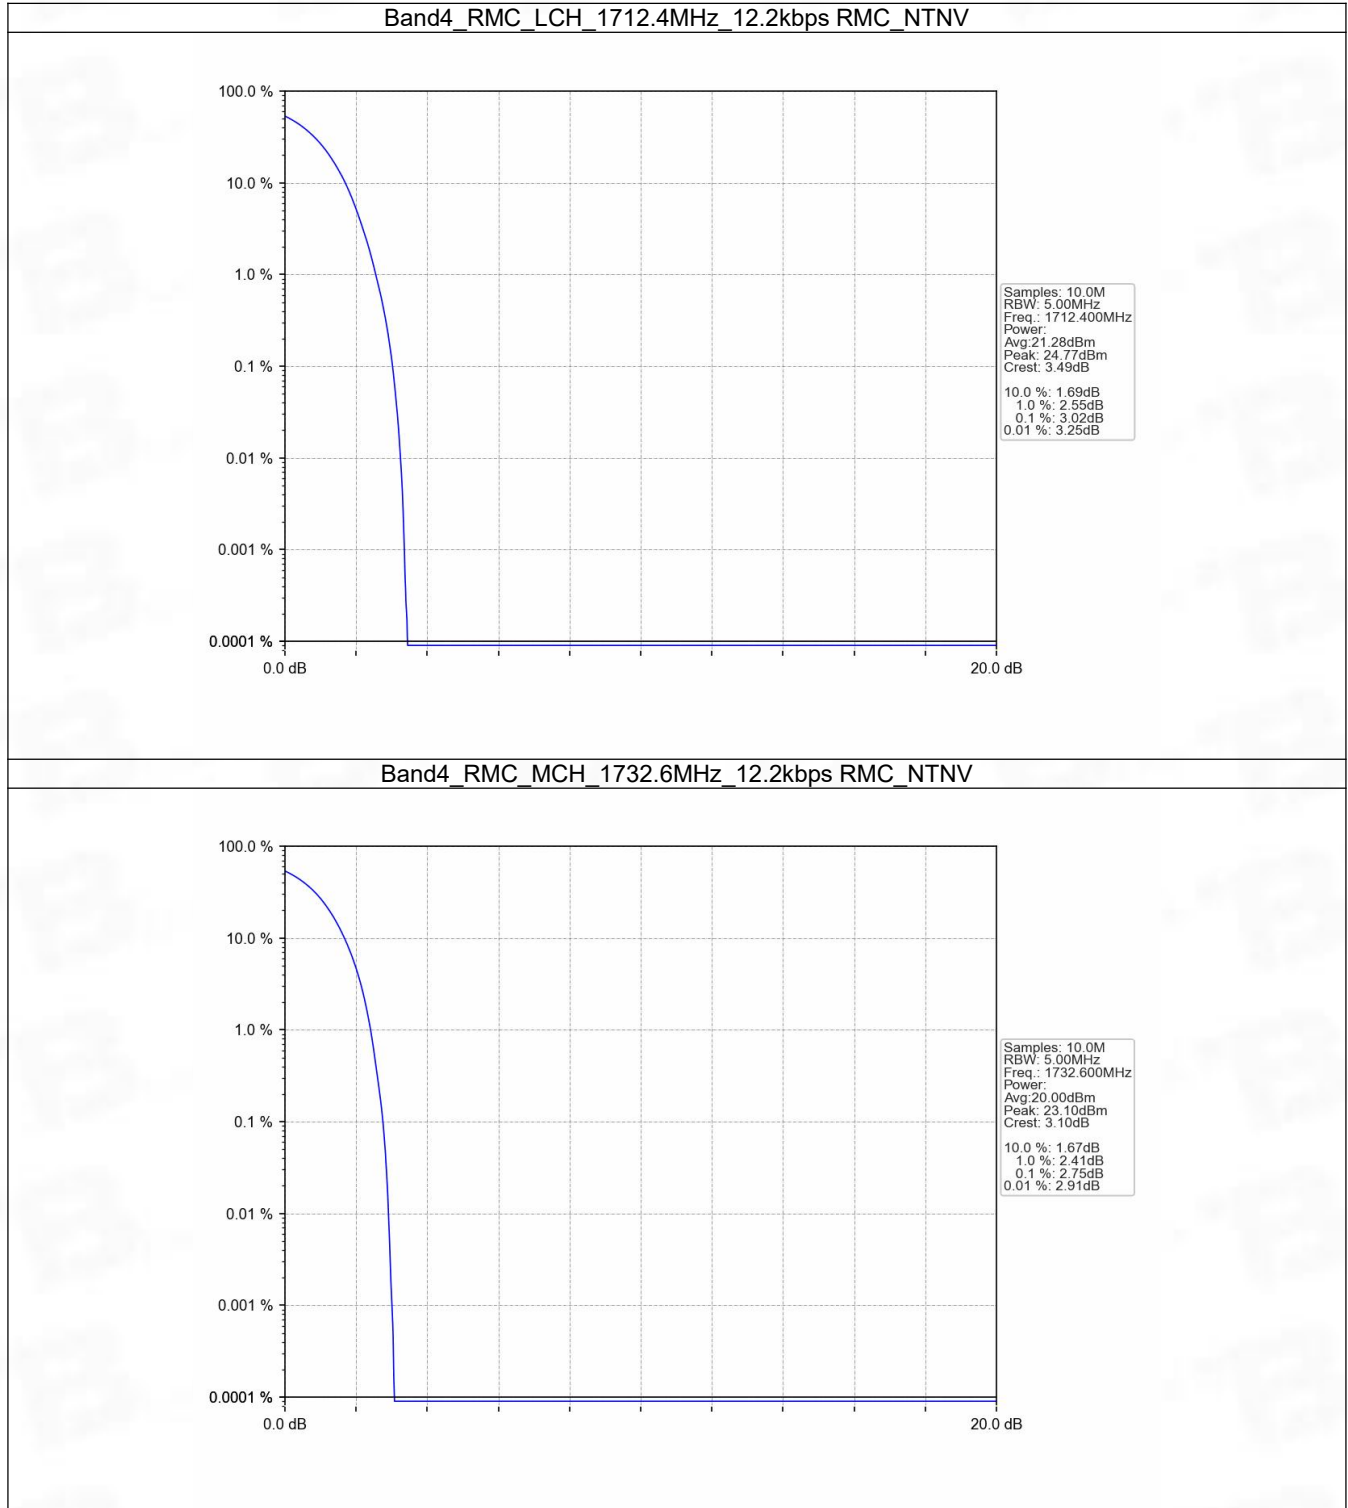 Band4_RMC_LCH_1712.4MHz_12.2kbps RMC_NTNV
100.0 %
10.0 %
1.0 %
0.1 %
0.01 %
0.001 %
0.0001 %
0.0 dB
20.0 dB
Samples: 10.0M
RBW: 5.00MHz
Freq.: 1712.400MHz
Power:
Avg:21.28dBm
Peak: 24.77dBm
Crest: 3.49dB
10.0 %: 1.69dB
1.0 %: 2.55dB
0.1 %: 3.02dB
0.01 %: 3.25dB
Band4_RMC_MCH_1732.6MHz_12.2kbps RMC_NTNV
100.0 %
10.0 %
1.0 %
0.1 %
0.01 %
0.001 %
0.0001 %
0.0 dB
20.0 dB
Samples: 10.0M
RBW: 5.00MHz
Freq.: 1732.600MHz
Power:
Avg:20.00dBm
Peak: 23.10dBm
Crest: 3.10dB
10.0 %: 1.67dB
1.0 %: 2.41dB
0.1 %: 2.75dB
0.01 %: 2.91dB